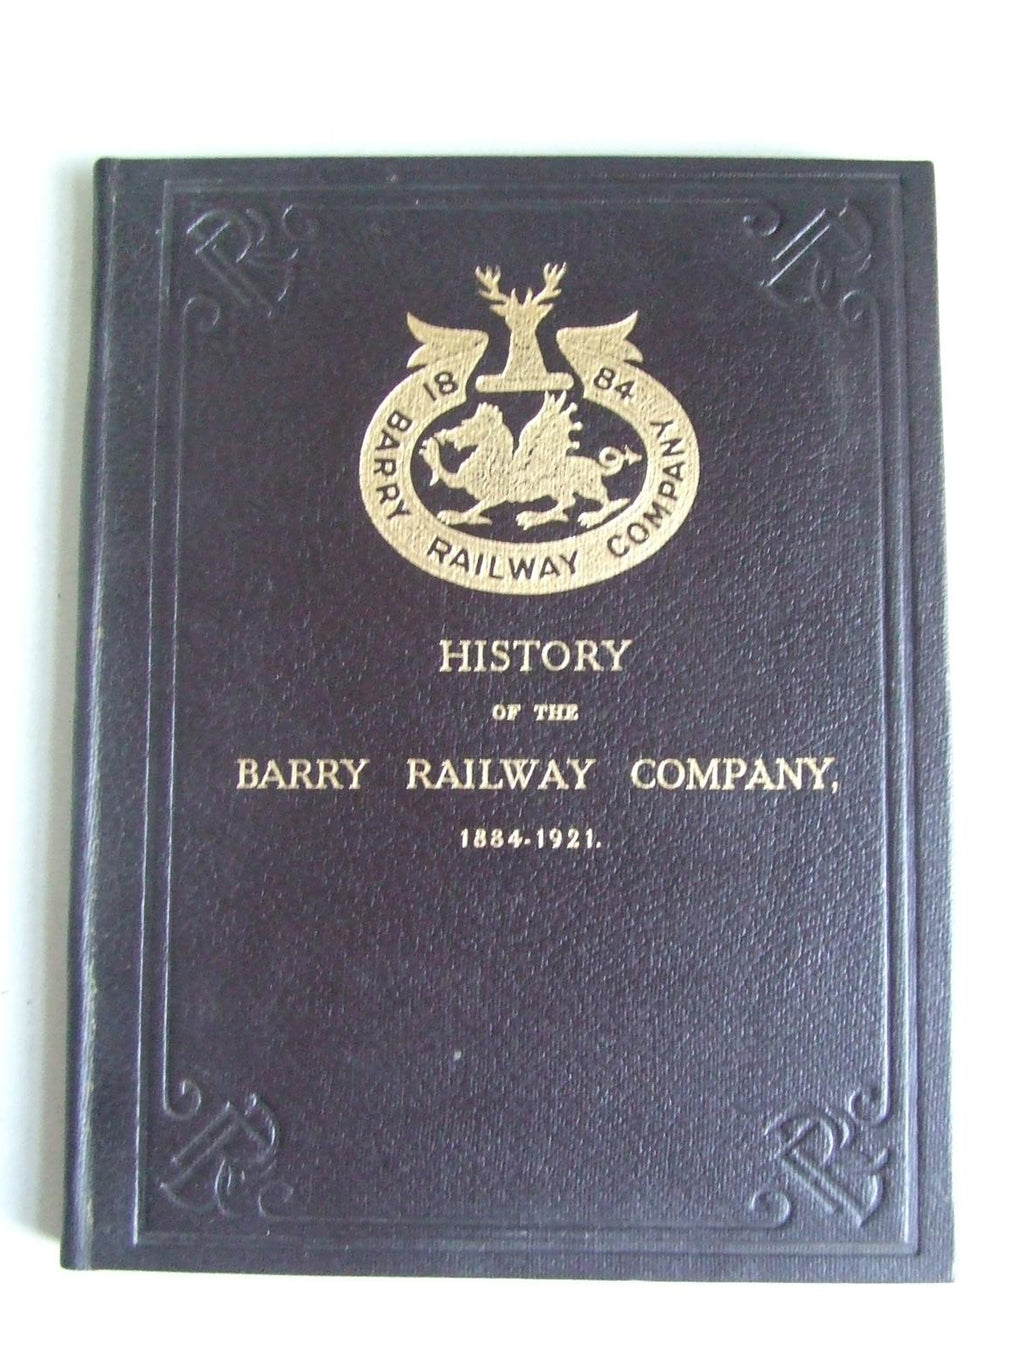 18 84
BARRY RAILWAY COMPANY
HISTORY
OF THE
BARRY RAILWAY COMPANY,
1884-1921.